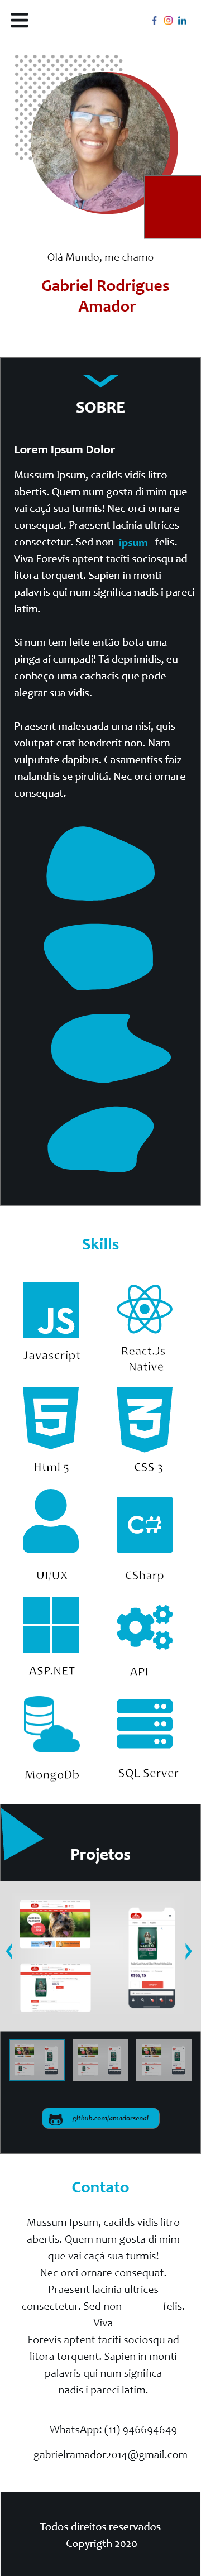 Olá Mundo, me chamo
Gabriel Rodrigues
Amador
SOBRE
Lorem Ipsum Dolor
Mussum Ipsum, cacilds vidis litro
abertis. Quem num gosta di mim que
vai caçá sua turmis! Nec orci ornare
consequat. Praesent lacinia ultrices
consectetur. Sed non ipsum felis.
Viva Forevis aptent taciti sociosqu ad
litora torquent. Sapien in monti
palavris qui num significa nadis i pareci
latim.
Si num tem leite então bota uma
pinga aí cumpadi! Tá deprimidis, eu
conheço uma cachacis que pode
alegrar sua vidis.
Praesent malesuada urna nisi, quis
volutpat erat hendrerit non. Nam
vulputate dapibus. Casamentiss faiz
malandris se pirulitá. Nec orci ornare
consequat.
Skills
JS
Javascript
React.Js
Native
Html 5
CSS 3
UI/UX
C#
CSharp
ASP.NET
API
MongoDb
SQL Server
Projetos
github.com/amadorsenai
Contato
Mussum Ipsum, cacilds vidis litro
abertis. Quem num gosta di mim
que vai caçá sua turmis!
Nec orci ornare consequat.
Praesent lacinia ultrices
consectetur. Sed non felis.
Viva
Forevis aptent taciti sociosqu ad
litora torquent. Sapien in monti
palavris qui num significa
nadis i pareci latim.
WhatsApp: (11) 946694649
gabrielramador2014@gmail.com
Todos direitos reservados
Copyrigth 2020